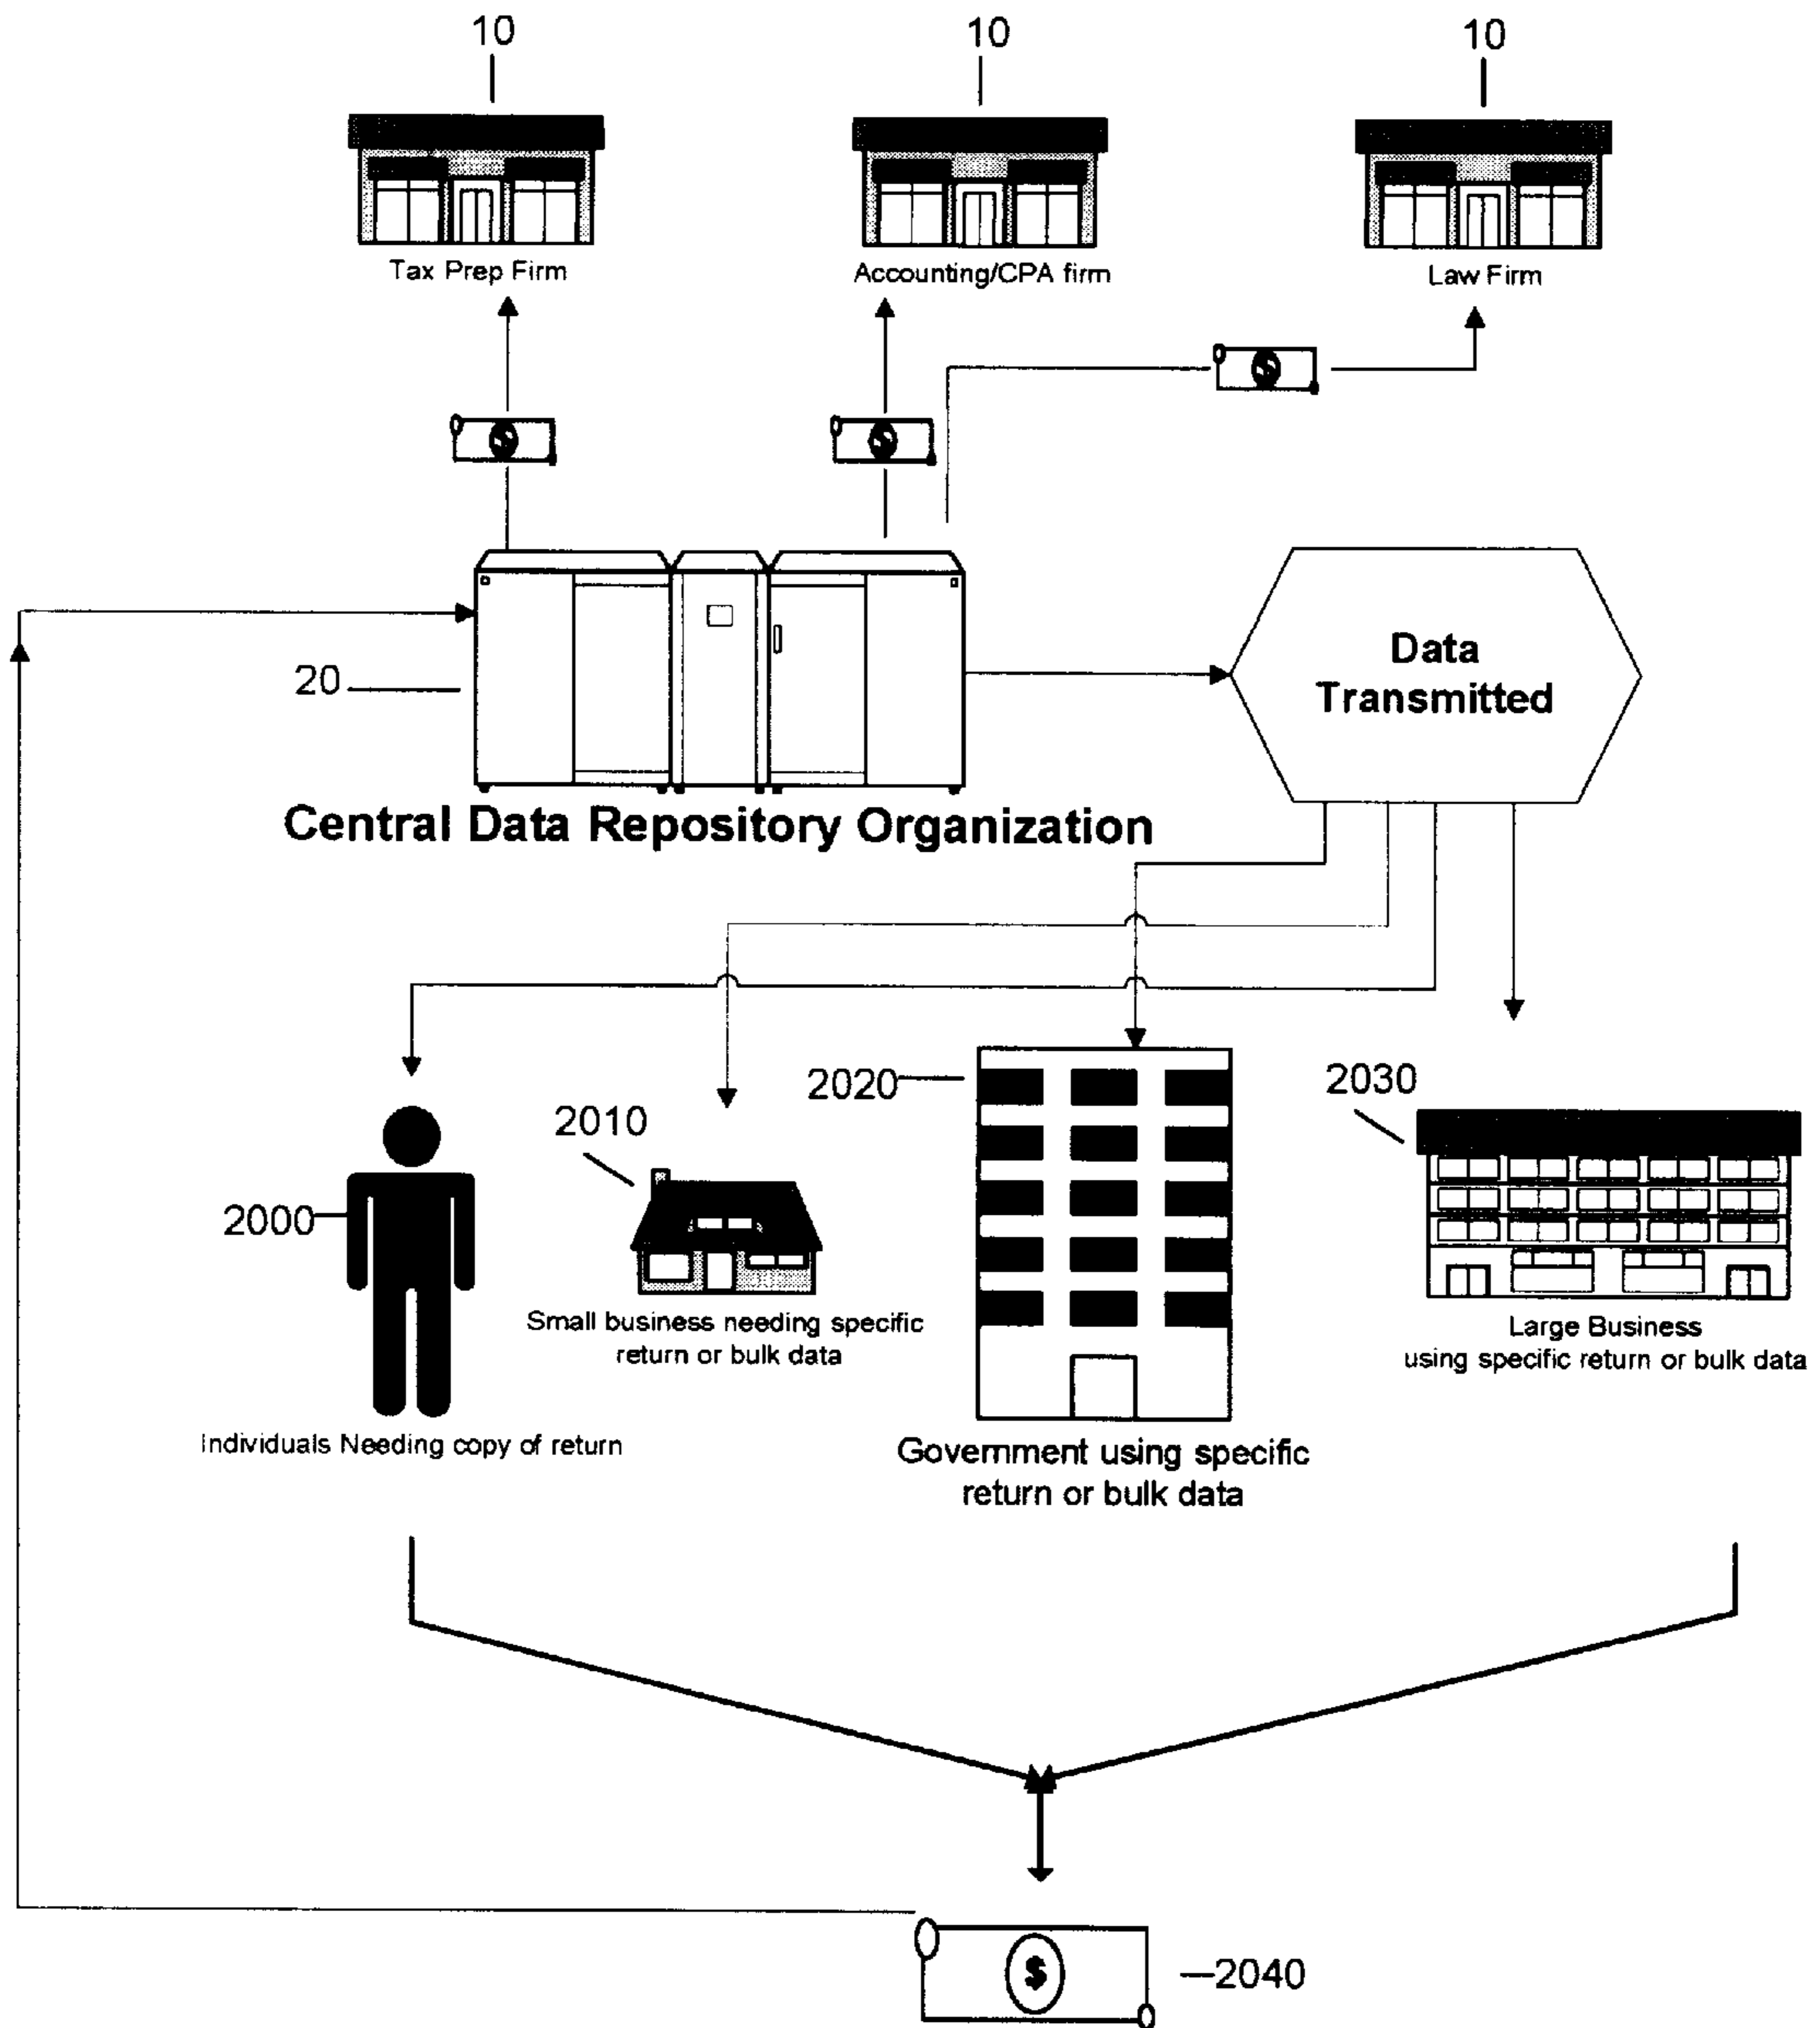 10
10
10
Tax Prep Firm
Accounting/CPA firm
Law Firm
$
$
$
Data
Transmitted
20
Central Data Repository Organization
2020
2030
2010
2000
Small business needing specific
return or bulk data
Large Business
using specific return or bulk data
Individuals Needing copy of return
Government using specific
return or bulk data
$
2040